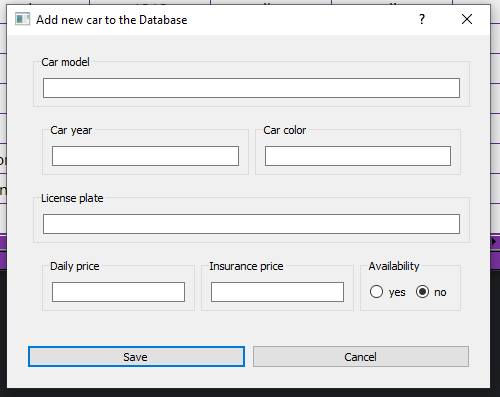 Add new car to the Database
?
Car model
Car year Car color
License plate
Daily price Insurance price Availability
yes no
Save Cancel